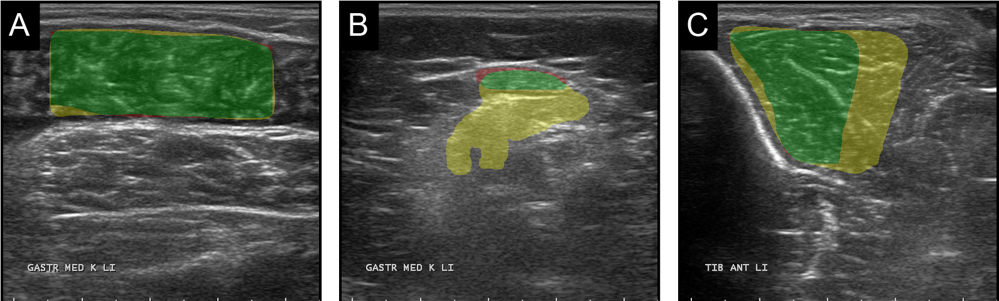 A
B
C
GASTR MED K LI
GASTR MED K LI
TIB ANT LI